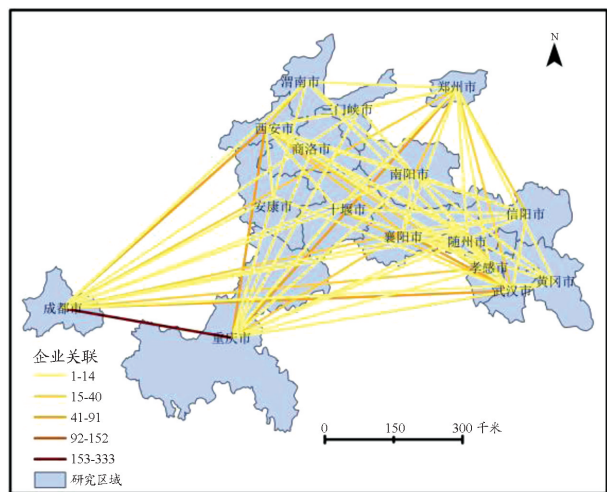 N
渭南市
郑州市
三门峡市
西安市
商洛市
南阳市
安康市
十堰市
信阳市
襄阳市
随州市
孝感市
黄冈市
武汉市
成都市
重庆市
企业关联
1-14
15-40
41-91
92-152
153-333
研究区域
0 150 300 千米